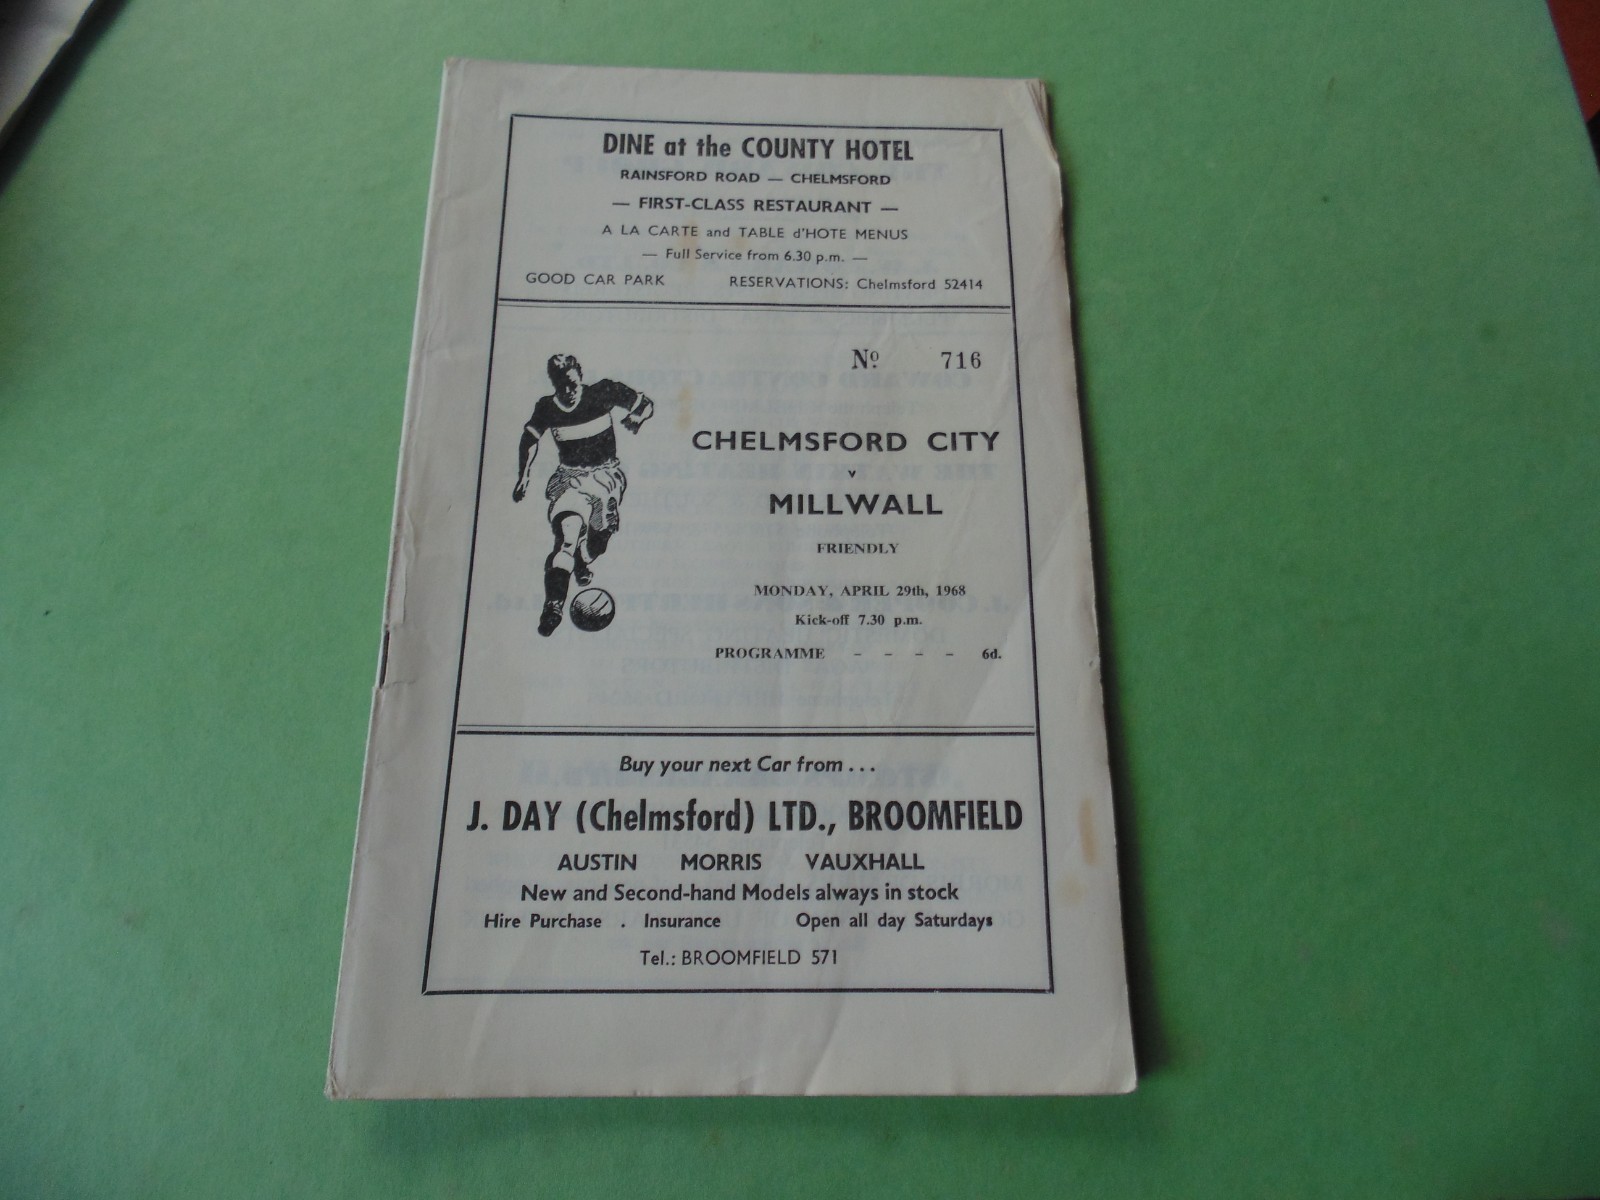 DINE at the COUNTY HOTEL
RAINSFORD ROAD — CHELMSFORD
— FIRST-CLASS RESTAURANT —
A LA CARTE and TABLE d'HOTE MENUS
— Full Service from 6.30 p.m. —
GOOD CAR PARK RESERVATIONS: Chelmsford 52414
Nº 716
CHELMSFORD CITY
v
MILLWALL
FRIENDLY
MONDAY, APRIL 29th, 1968
Kick-off 7.30 p.m.
PROGRAMME - - - - 6d.
Buy your next Car from . . .
J. DAY (Chelmsford) LTD., BROOMFIELD
AUSTIN MORRIS VAUXHALL
New and Second-hand Models always in stock
Hire Purchase . Insurance Open all day Saturdays
Tel.: BROOMFIELD 571